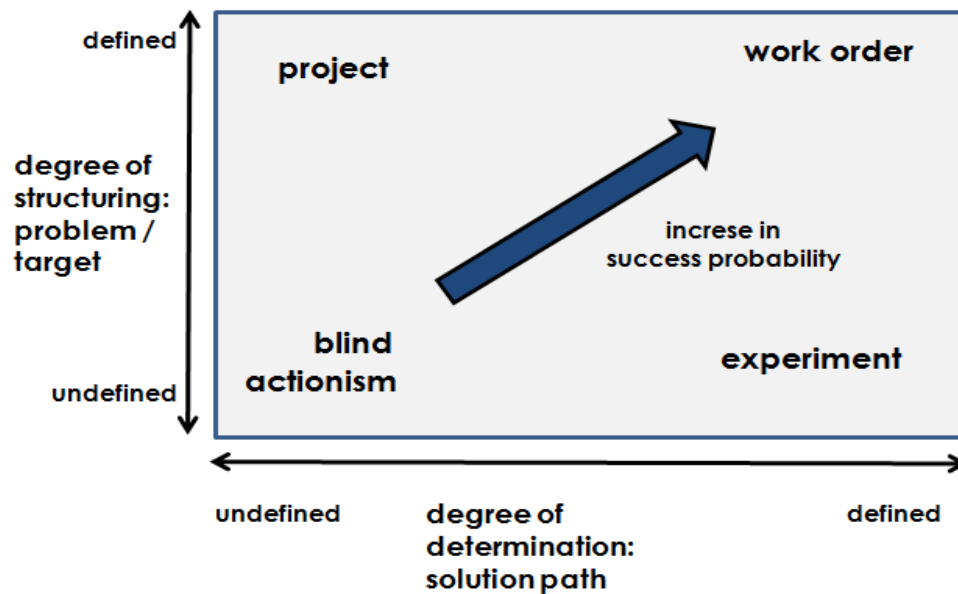 defined
project
work order
degree of
structuring:
problem /
target
increse in
success probability
blind
actionism
experiment
undefined
undefined
degree of
determination:
solution path
defined